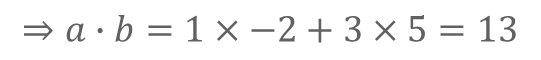 ⇒ a · b = 1 × −2 + 3 × 5 = 13